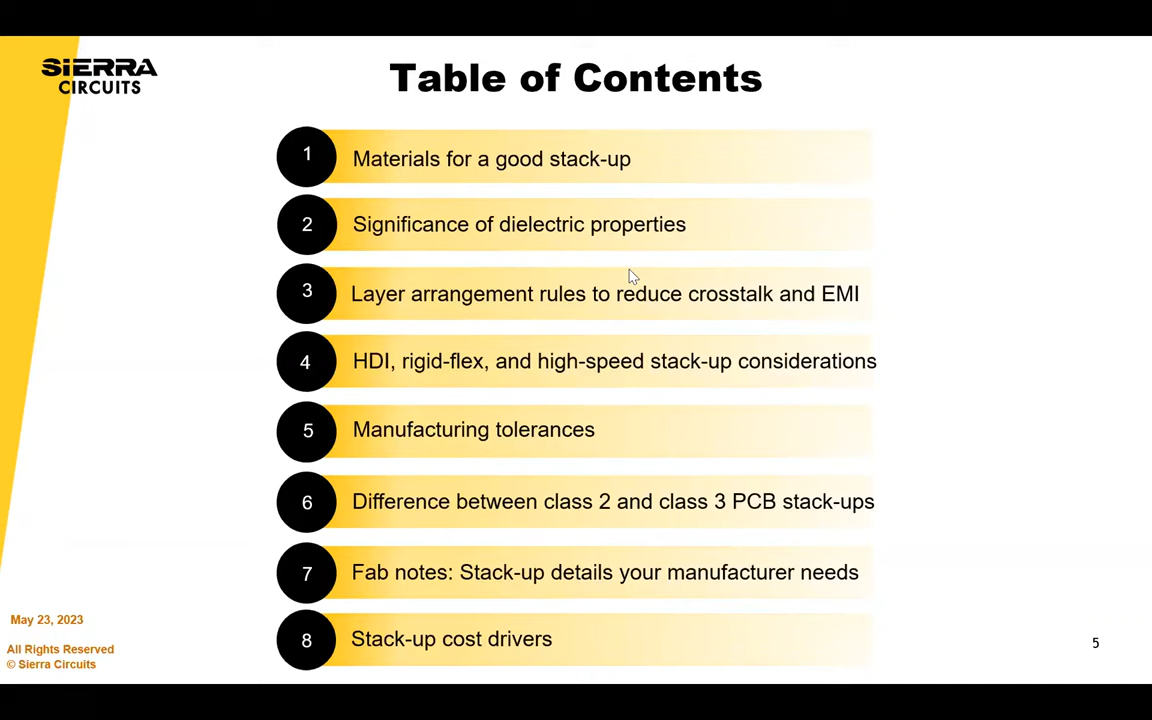 SIERRA
CIRCUITS
Table of Contents
1 Materials for a good stack-up
2 Significance of dielectric properties
3 Layer arrangement rules to reduce crosstalk and EMI
4 HDI, rigid-flex, and high-speed stack-up considerations
5 Manufacturing tolerances
6 Difference between class 2 and class 3 PCB stack-ups
7 Fab notes: Stack-up details your manufacturer needs
8 Stack-up cost drivers
May 23, 2023
All Rights Reserved
© Sierra Circuits
5